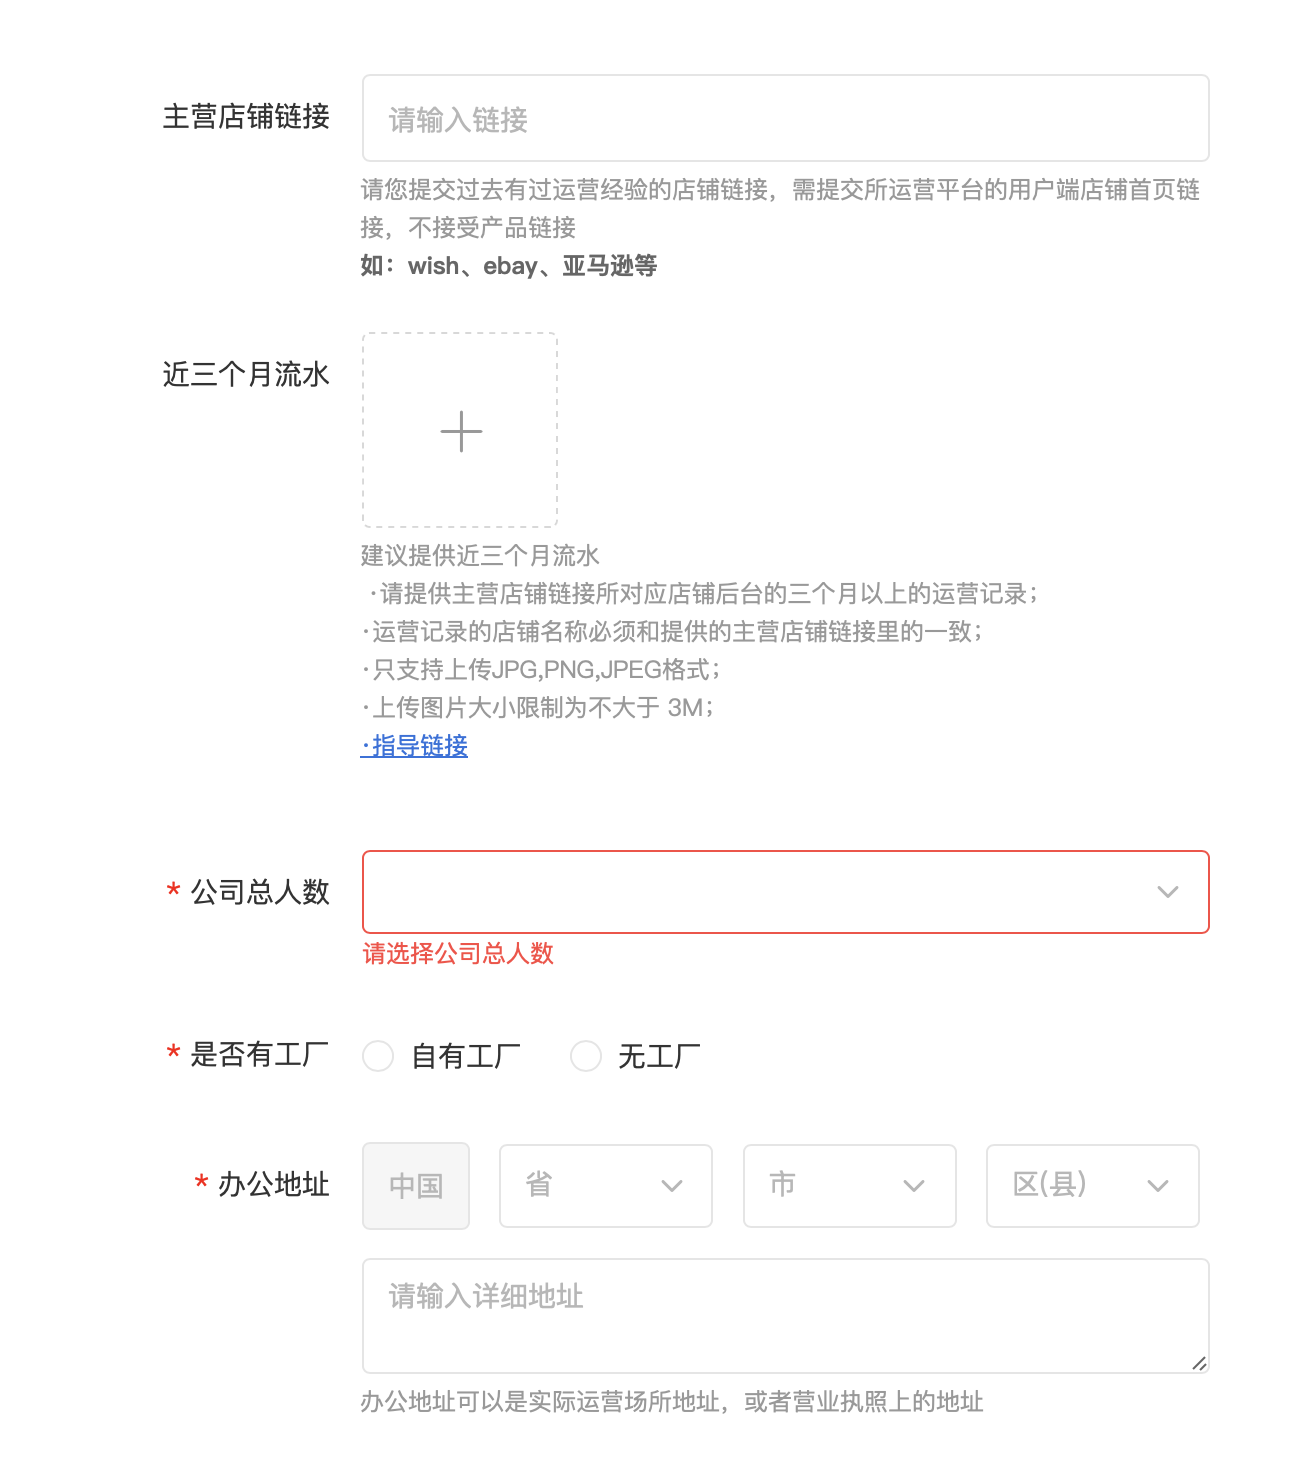 主营店铺链接
请输入链接
请您提交过去有过运营经验的店铺链接，需提交所运营平台的用户端店铺首页链
接，不接受产品链接
如：wish、ebay、亚马逊等
近三个月流水
建议提供近三个月流水
·请提供主营店铺链接所对应店铺后台的三个月以上的运营记录；
·运营记录的店铺名称必须和提供的主营店铺链接里的一致；
·只支持上传JPG,PNG,JPEG格式；
·上传图片大小限制为不大于 3M；
·指导链接
* 公司总人数
请选择公司总人数
* 是否有工厂 自有工厂 无工厂
* 办公地址 中国 省 市 区(县)
请输入详细地址
办公地址可以是实际运营场所地址，或者营业执照上的地址